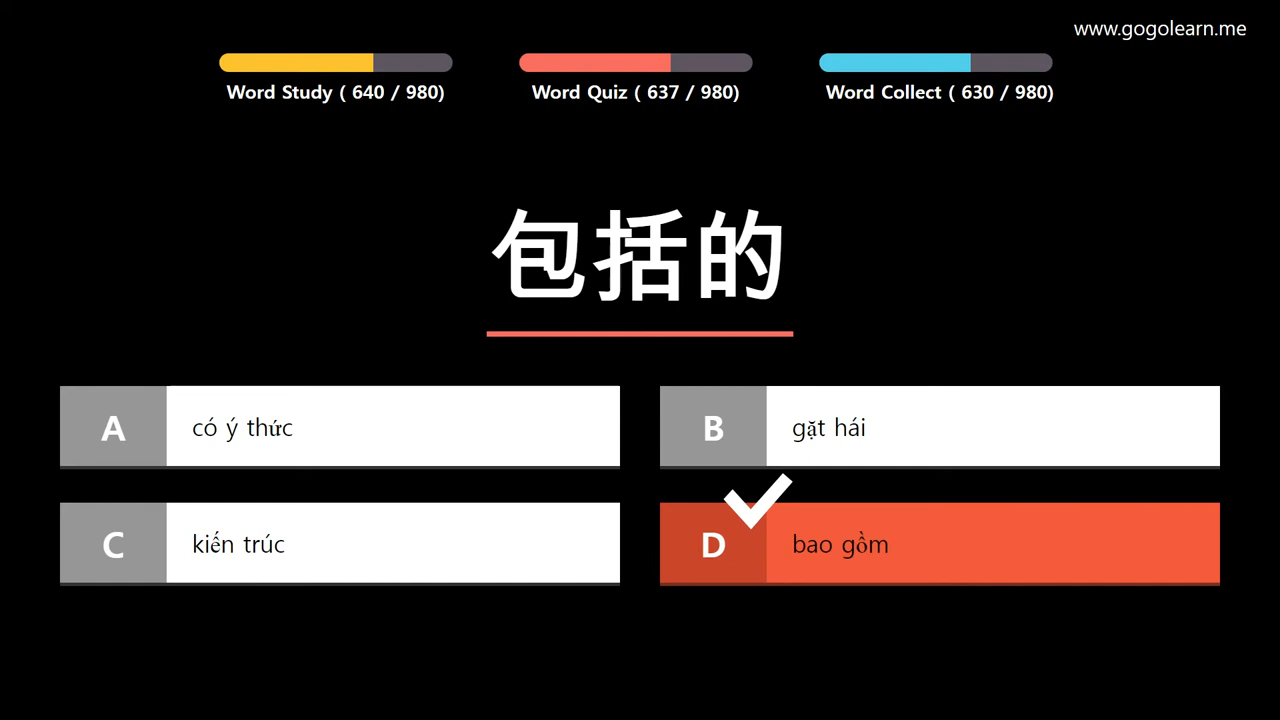 www.gogolearn.me
Word Study ( 640 / 980)
Word Quiz ( 637 / 980)
Word Collect ( 630 / 980)
包括的
A
có ý thức
B
gặt hái
C
kiến trúc
D
bao gồm